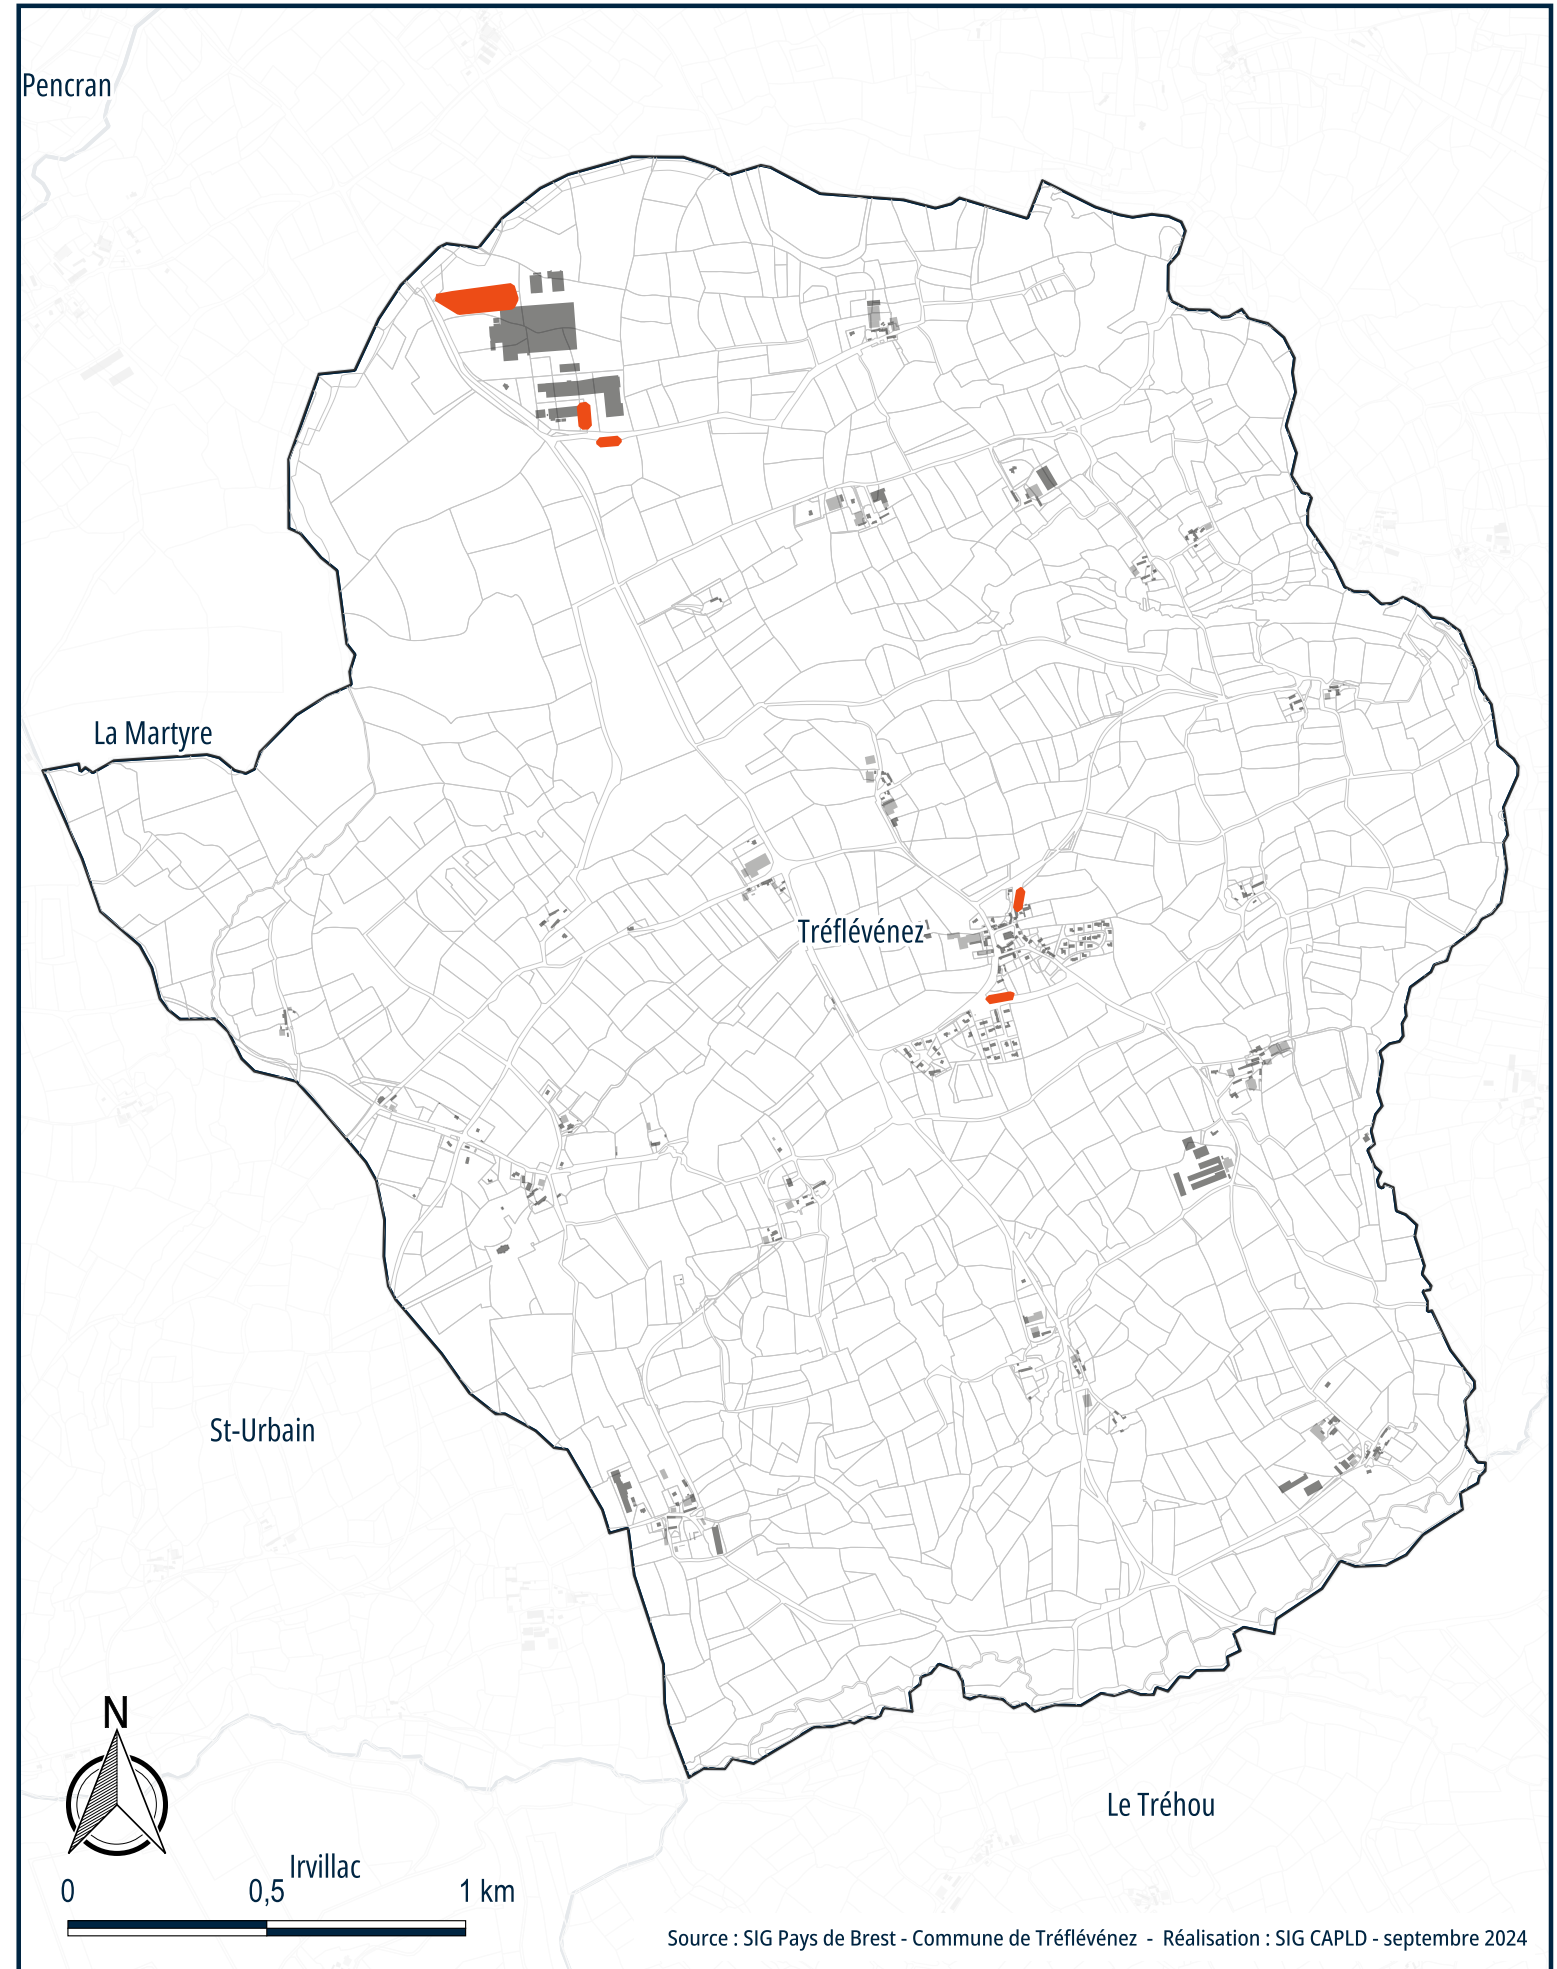 Pencran
La Martyre
Tréflévénez
St-Urbain
N
Le Tréhou
Irvillac
0 0,5 1 km
Source : SIG Pays de Brest - Commune de Tréflévénez - Réalisation : SIG CAPLD - septembre 2024